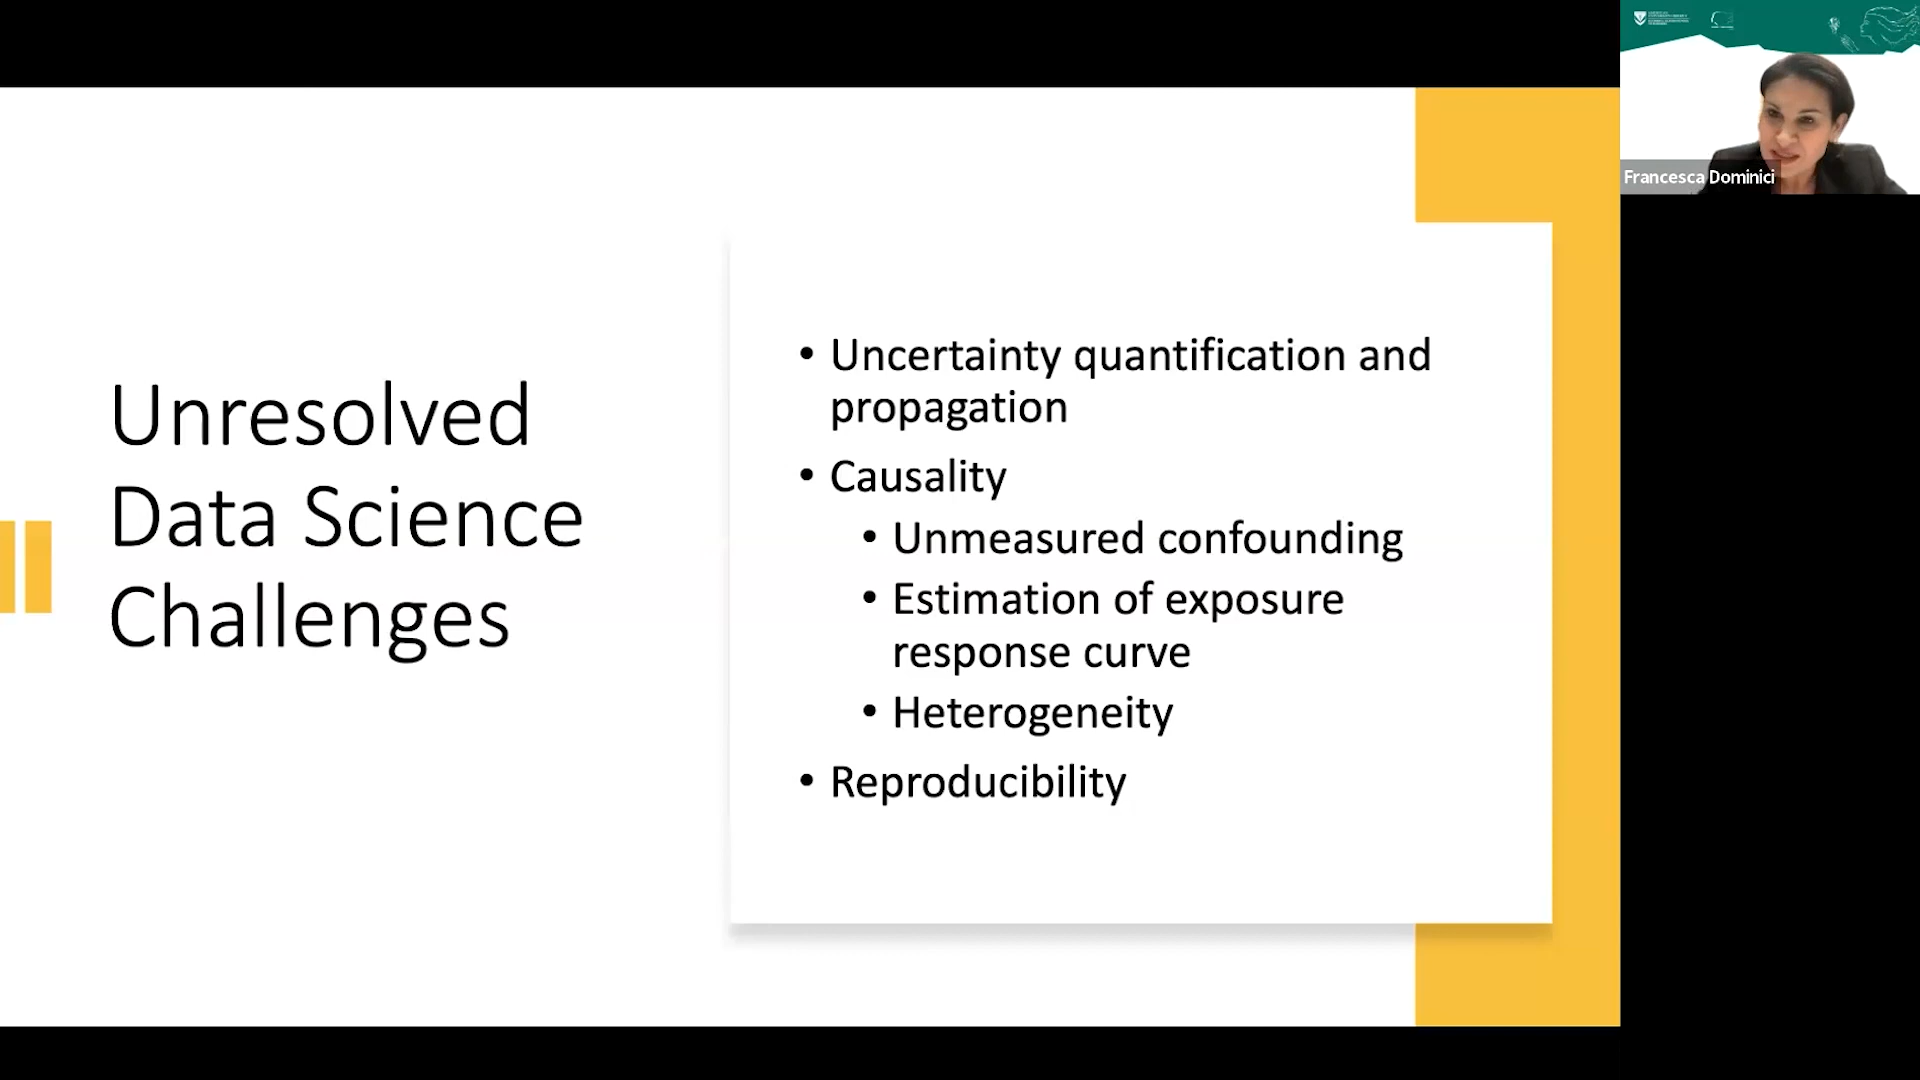 Unresolved
Data Science
Challenges
• Uncertainty quantification and
propagation
• Causality
• Unmeasured confounding
• Estimation of exposure
response curve
• Heterogeneity
• Reproducibility
Francesca Dominici